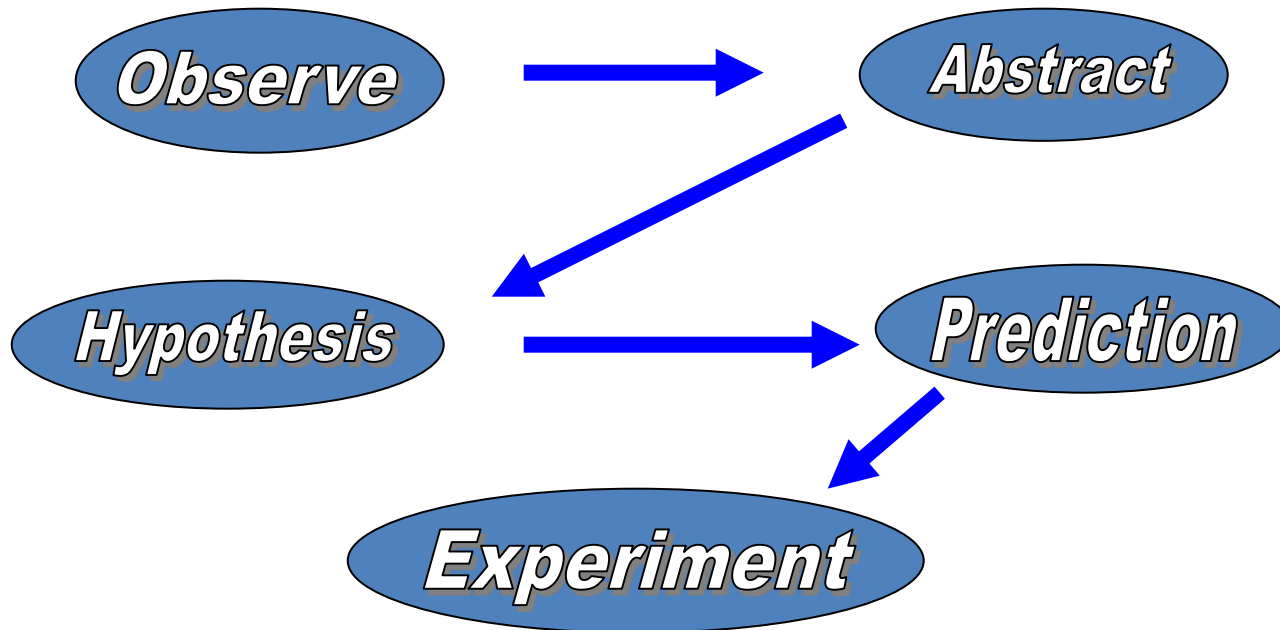 Observe
Abstract
Hypothesis
Prediction
Experiment